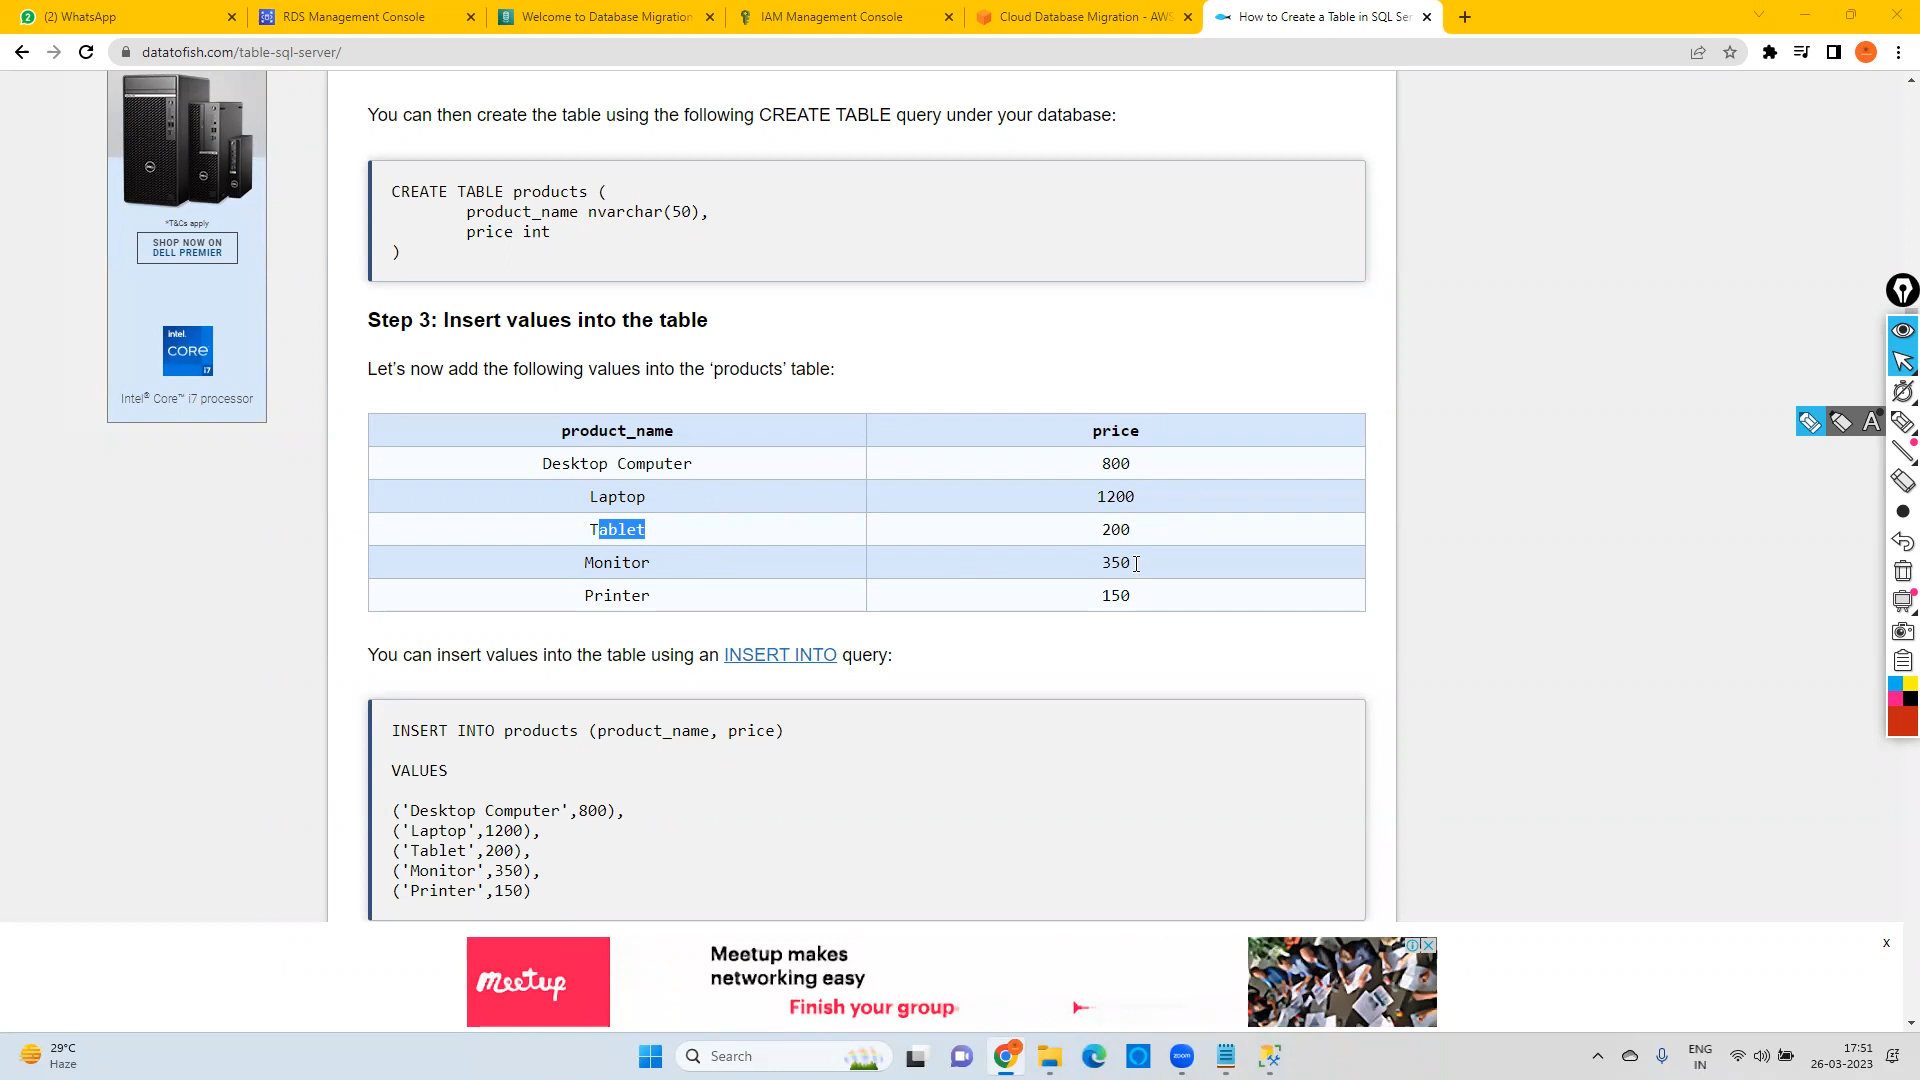 (2) WhatsApp
RDS Management Console
Welcome to Database Migration
IAM Management Console
Cloud Database Migration - AWS
How to Create a Table in SQL Ser
datatofish.com/table-sql-server/
*T&Cs apply
SHOP NOW ON
DELL PREMIER
intel.
CORE
i7
Intel® Core™ i7 processor
You can then create the table using the following CREATE TABLE query under your database:
CREATE TABLE products (
product_name nvarchar(50),
price int
)
Step 3: Insert values into the table
Let's now add the following values into the ‘products’ table:
product_name price
Desktop Computer 800
Laptop 1200
Tablet 200
Monitor 350
Printer 150
You can insert values into the table using an INSERT INTO query:
INSERT INTO products (product_name, price)
VALUES
('Desktop Computer',800),
('Laptop',1200),
('Tablet',200),
('Monitor',350),
('Printer',150)
A
Meetup
Meetup makes
networking easy
Finish your group
x
29°C
Haze
Search
zoom
ENG
IN
17:51
26-03-2023